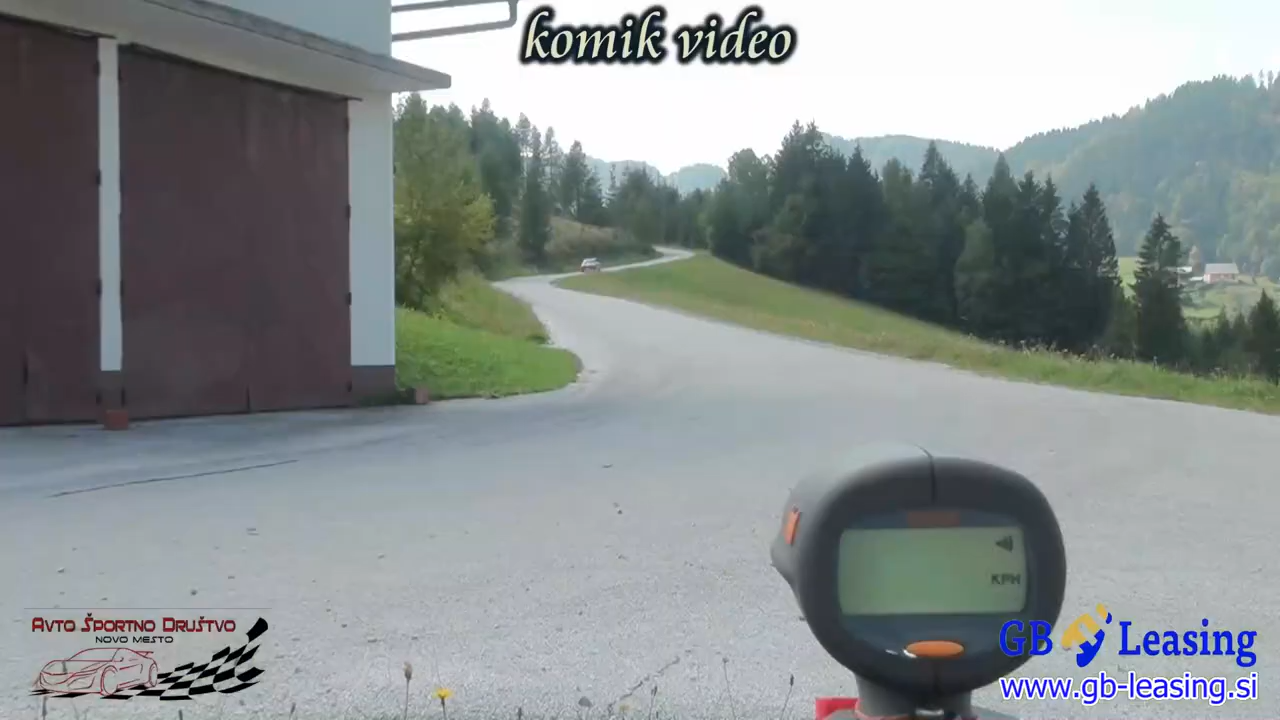 komik video
KPH
AVTO ŠPORTNO DRUŠTVO
NOVO MESTO
GB Leasing
www.gb-leasing.si